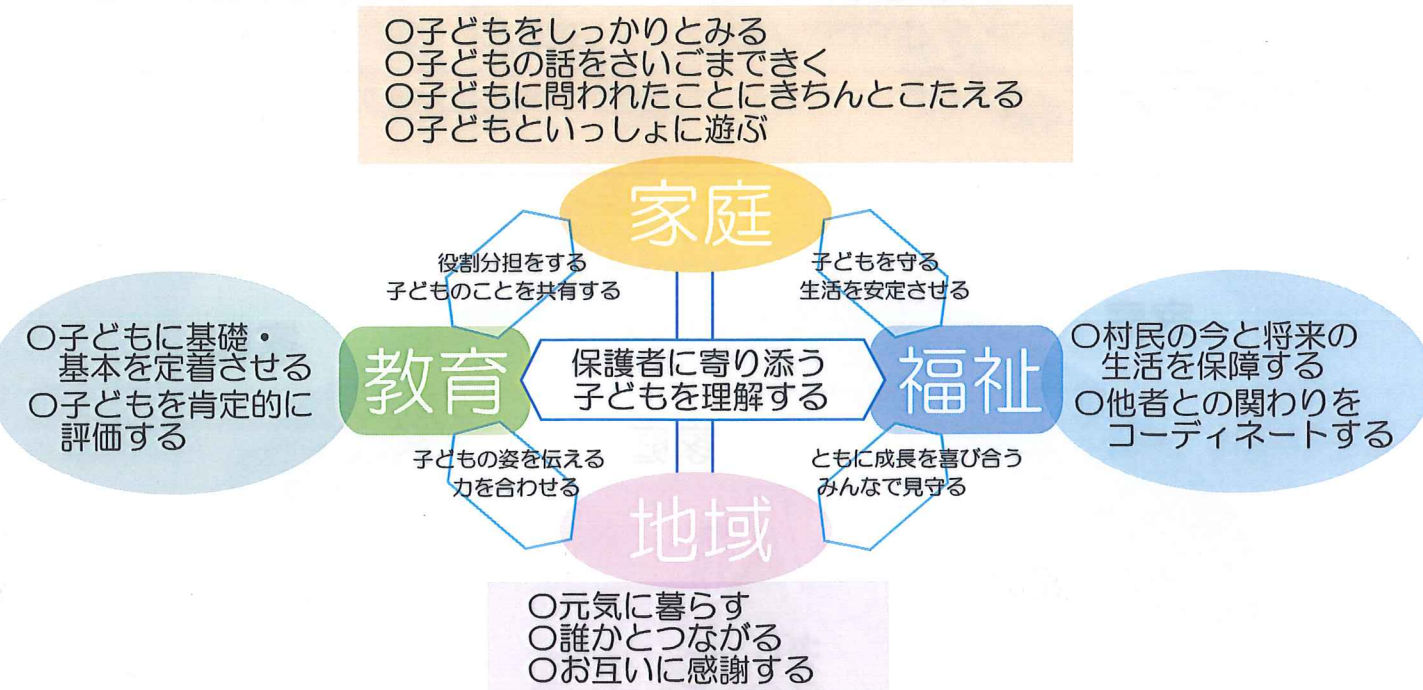 〇子どもをしっかりとみる
〇子どもの話をさいごまできく
〇子どもに問われたことにきちんとこたえる
〇子どもといっしょに遊ぶ
家庭
役割分担をする
子どものことを共有する
子どもを守る
生活を安定させる
〇子どもに基礎・
基本を定着させる
〇子どもを肯定的に
評価する
教育
保護者に寄り添う
子どもを理解する
福祉
〇村民の今と将来の
生活を保障する
〇他者との関わりを
コーディネートする
子どもの姿を伝える
力を合わせる
ともに成長を喜び合う
みんなで見守る
地域
〇元気に暮らす
〇誰かとつながる
〇お互いに感謝する